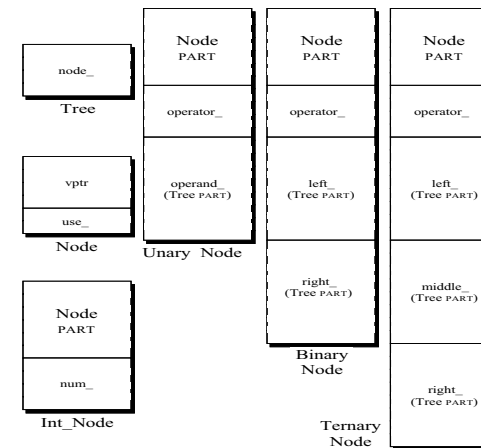 node_
Tree
vptr
use_
Node
Node
PART
num_
Int_Node
Node
PART
operator_
operand_
(Tree PART)
Unary Node
Node
PART
operator_
left_
(Tree PART)
right_
(Tree PART)
Binary
Node
Node
PART
operator_
left_
(Tree PART)
middle_
(Tree PART)
right_
(Tree PART)
Ternary
Node